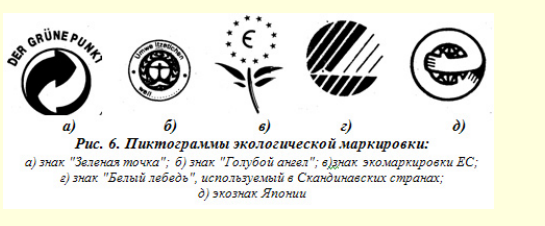 DER GRÜNE PUNKT
Umweltzeichen
weil
а) б) в) г) д)
Рис. 6. Пиктограммы экологической маркировки:
а) знак "Зеленая точка"; б) знак "Голубой ангел"; в)знак экомаркировки ЕС;
г) знак "Белый лебедь", используемый в Скандинавских странах;
д) экознак Японии